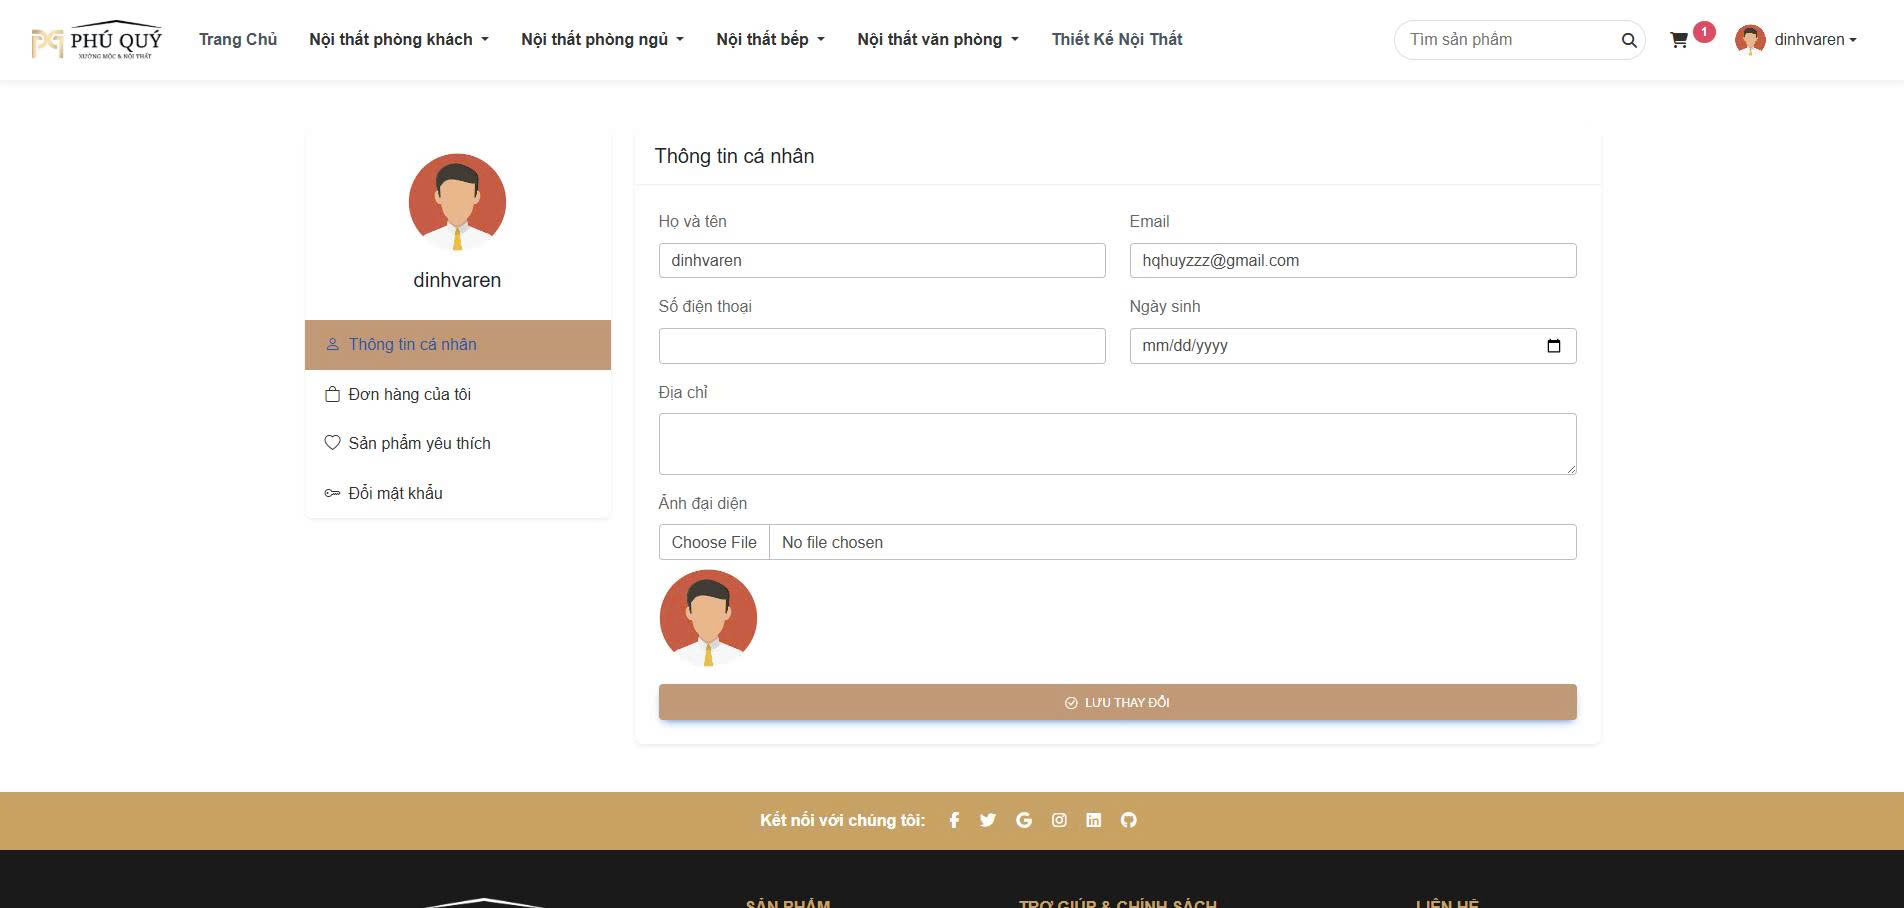 PHÚ QUÝ
XƯỞNG MỘC & NỘI THẤT
Trang Chủ
Nội thất phòng khách
Nội thất phòng ngủ
Nội thất bếp
Nội thất văn phòng
Thiết Kế Nội Thất
Tìm sản phẩm
1
dinhvaren
dinhvaren
Thông tin cá nhân
Đơn hàng của tôi
Sản phẩm yêu thích
Đổi mật khẩu
Thông tin cá nhân
Họ và tên
Email
dinhvaren
hqhuyzzz@gmail.com
Số điện thoại
Ngày sinh
mm/dd/yyyy
Địa chỉ
Ảnh đại diện
Choose File
No file chosen
LƯU THAY ĐỔI
Kết nối với chúng tôi:
SẢN PHẨM
TRỢ GIÚP & CHÍNH SÁCH
LIÊN HỆ